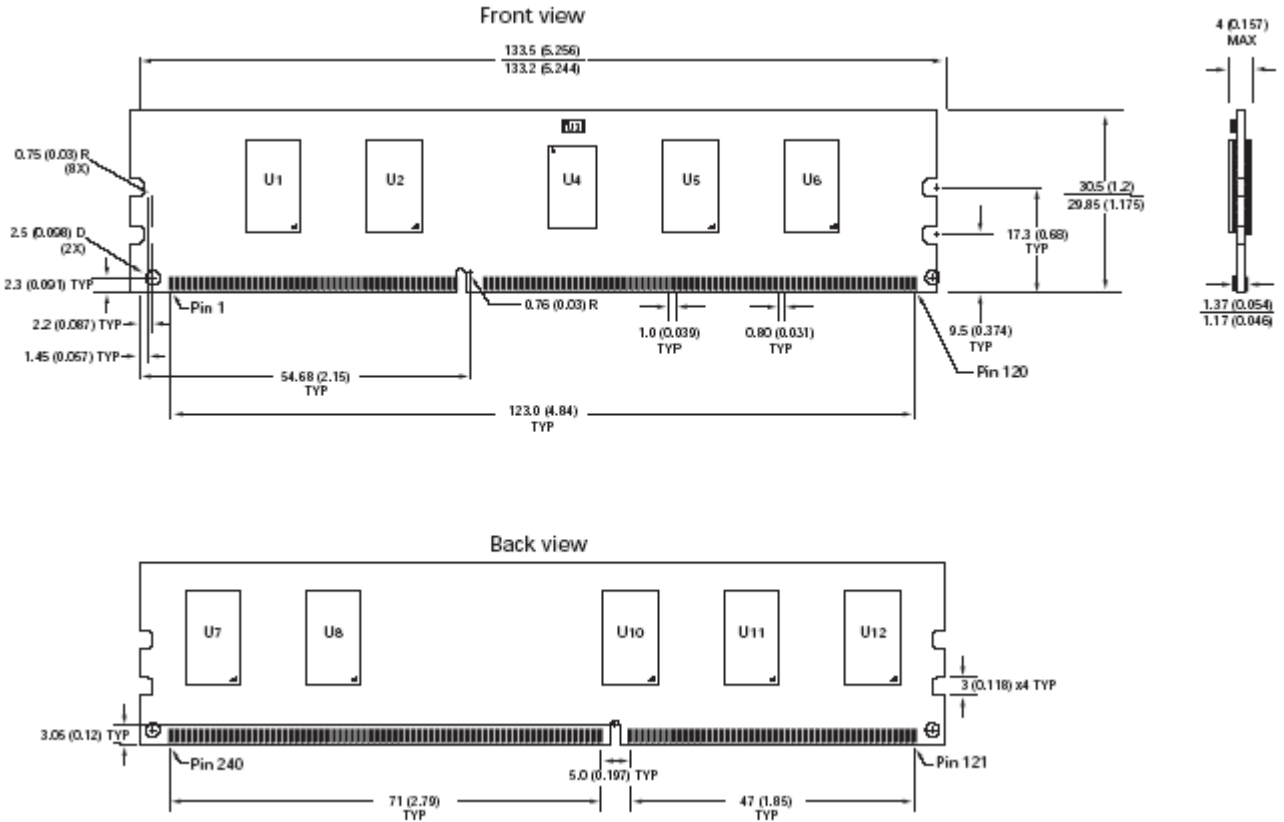 Front view
133.5 (5.256)
133.2 (5.244)
4 (0.157)
MAX
U3
0.75 (0.03) R
(8X)
U1
U2
U4
U5
U6
30.5 (1.2)
29.85 (1.175)
2.5 (0.098) D
(2X)
17.3 (0.68)
TYP
2.3 (0.091) TYP
Pin 1
0.76 (0.03) R
2.2 (0.087) TYP
1.0 (0.039)
TYP
0.80 (0.031)
TYP
9.5 (0.374)
TYP
1.37 (0.054)
1.17 (0.046)
1.45 (0.057) TYP
Pin 120
54.68 (2.15)
TYP
123.0 (4.84)
TYP
Back view
U7
U8
U10
U11
U12
3 (0.118) x4 TYP
3.05 (0.12) TYP
Pin 240
Pin 121
5.0 (0.197) TYP
71 (2.79)
TYP
47 (1.85)
TYP